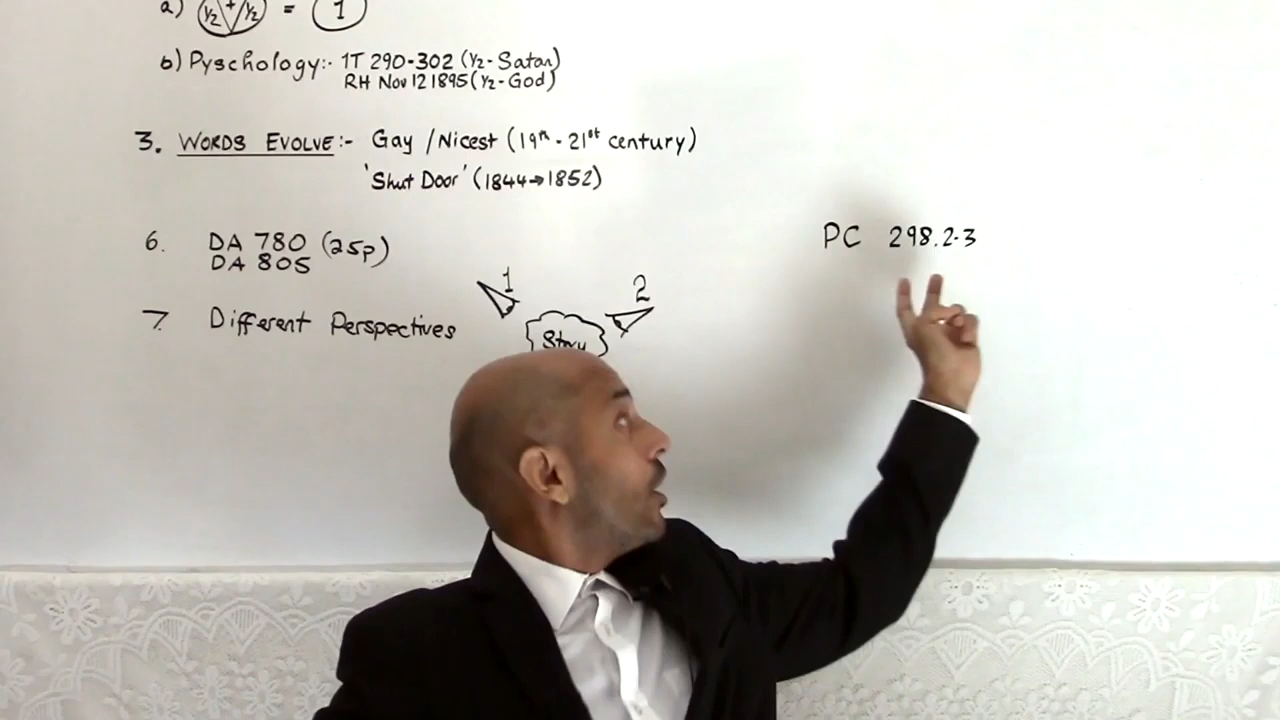 a) ½ + ½ = 1
b) Pyschology:- 1T 290-302 (½-Satan)
RH Nov 12 1895 (½-God)
3. WORDS EVOLVE:- Gay / Nicest (19th - 21st century)
'Shut Door' (1844→1852)
6. DA 780 (25p)
DA 805
PC 298.2-3
7. Different Perspectives
1 2
Story